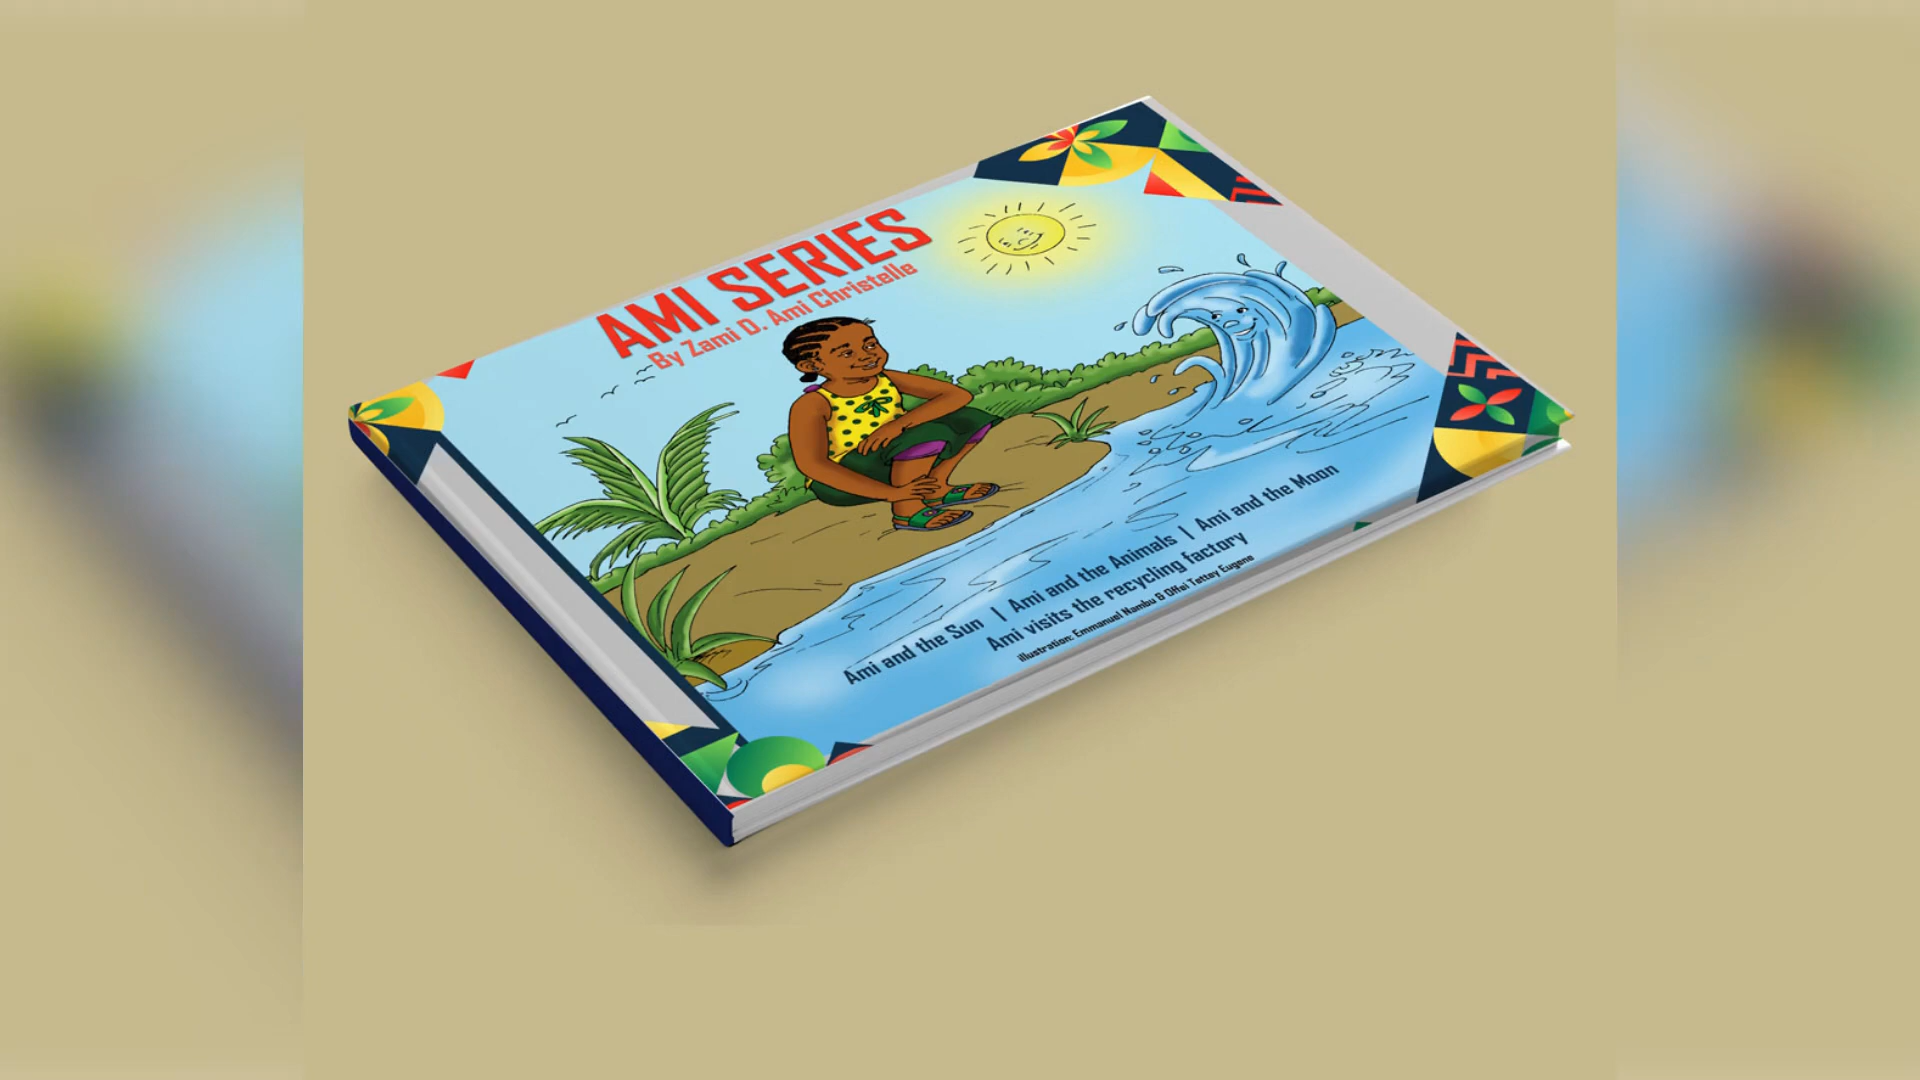 AMI SERIES
By Zami D. Ami Christelle
Ami and the Sun | Ami and the Animals | Ami and the Moon
Ami visits the recycling factory
illustration: Emmanuel Nambu & Offei Tettey Eugene